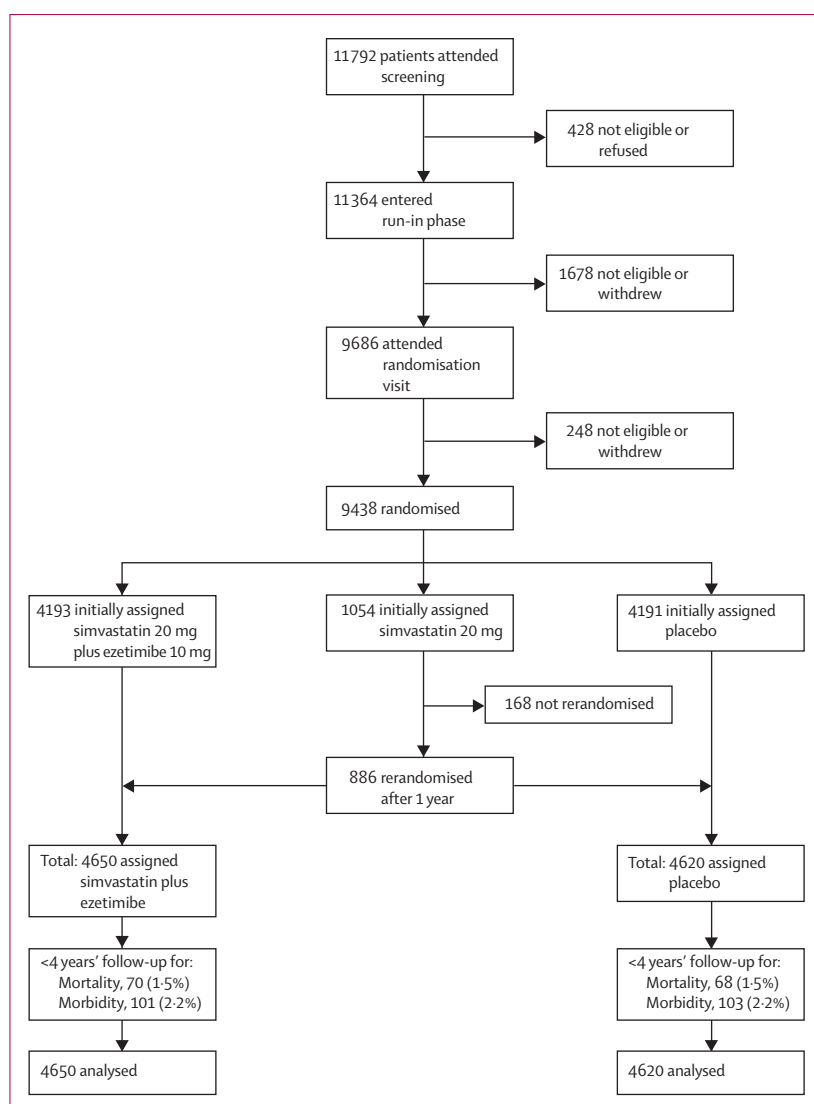 11792 patients attended
screening
428 not eligible or
refused
11364 entered
run-in phase
1678 not eligible or
withdrew
9686 attended
randomisation
visit
248 not eligible or
withdrew
9438 randomised
4193 initially assigned
simvastatin 20 mg
plus ezetimibe 10 mg
1054 initially assigned
simvastatin 20 mg
4191 initially assigned
placebo
168 not rerandomised
886 rerandomised
after 1 year
Total: 4650 assigned
simvastatin plus
ezetimibe
Total: 4620 assigned
placebo
<4 years’ follow-up for:
Mortality, 70 (1·5%)
Morbidity, 101 (2·2%)
<4 years’ follow-up for:
Mortality, 68 (1·5%)
Morbidity, 103 (2·2%)
4650 analysed
4620 analysed